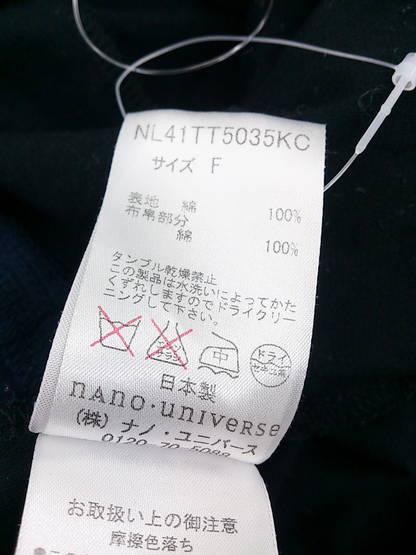 NL41TT5035KC
サイズ F
表地 綿 100%
布帛部分
綿 100%
タンブル乾燥禁止
この製品は水洗いによってかた
くずれしますのでドライクリー
ニングして下さい。
中
ドライ
セキユ系
日本製
nano・universe
(株) ナノ・ユニバース
お取扱い上の御注意
摩擦色落ち